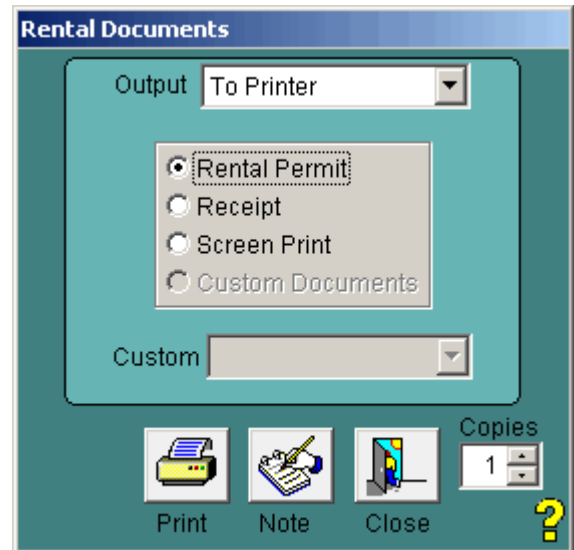 Rental Documents
Output To Printer
Rental Permit
Receipt
Screen Print
Custom Documents
Custom
Copies
1
Print Note Close
?